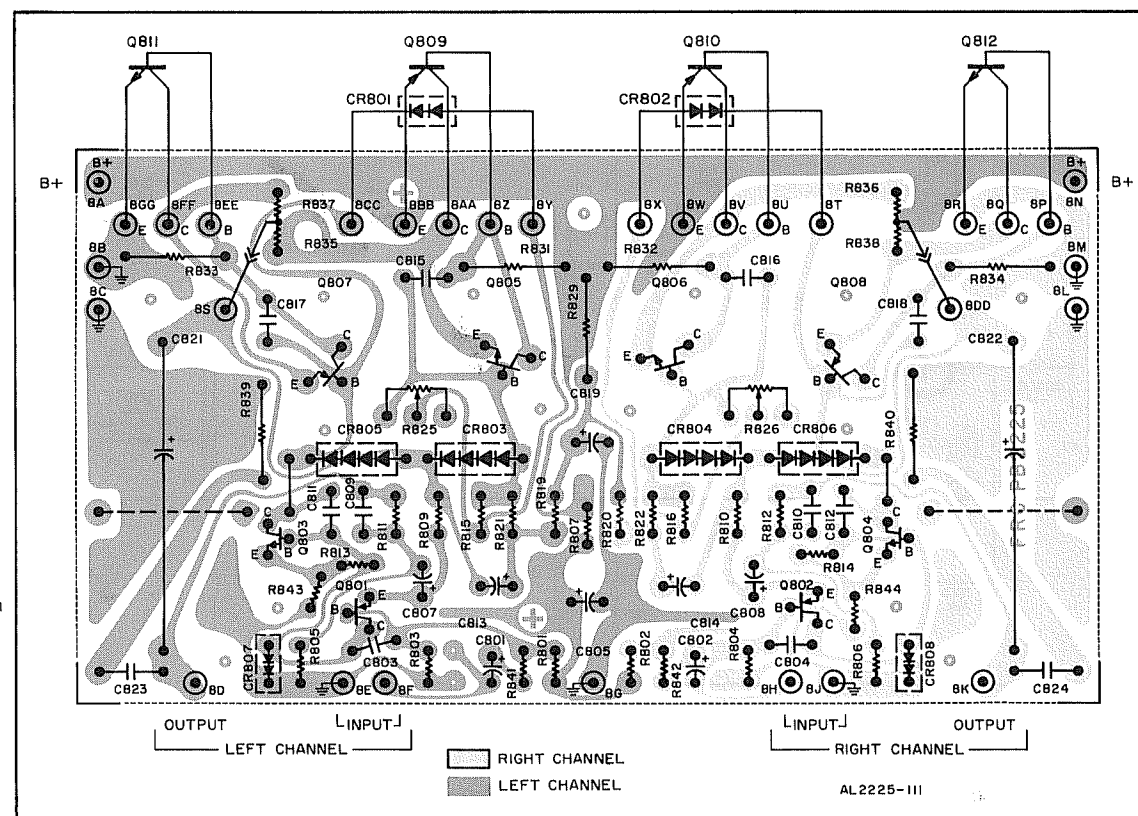 Q811 Q809 Q810 Q812
CR801 CR802
B+ B+ B+ B+
8A 8GG 8FF 8EE R837 8CC 8BB 8AA 8Z 8Y 8X 8W 8V 8U 8T R836 8R 8Q 8P 8N
E C B R835 E C B R831 R832 E C B R838 E C B
8B R833 C815 C816 R834 8M
Q807 Q805 R829 Q806 Q808
8C 8S C817 C818 8DD 8L
C821 C822
E C B E C B E C B E B C
R839 C819 R840
CR805 R825 CR803 CR804 R826 CR806
PRO PB2225
C811 C809 R811 R809 R815 R821 R819 R807 R820 R822 R816 R810 R812 C810 C812 Q804
C Q803 B E C B E
R813 R814
R843 Q801 E B C C807 C808 Q802 E B C R844
CR807 R805 C803 R803 C813 C801 R841 R801 C805 R802 R842 C814 C802 R804 C804 R806 CR808
C823 8D 8E 8F 8G 8H 8J 8K C824
OUTPUT INPUT INPUT OUTPUT
LEFT CHANNEL RIGHT CHANNEL
RIGHT CHANNEL
LEFT CHANNEL
AL2225-111